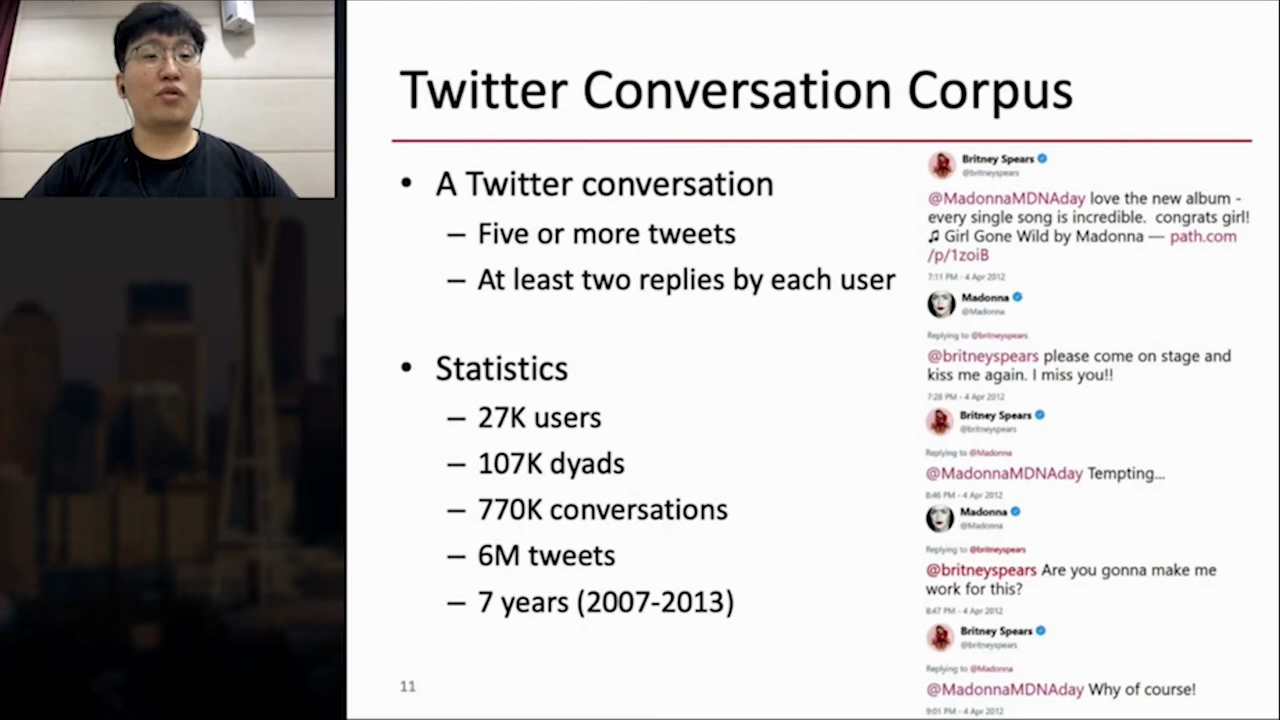 Twitter Conversation Corpus
• A Twitter conversation
– Five or more tweets
– At least two replies by each user
• Statistics
– 27K users
– 107K dyads
– 770K conversations
– 6M tweets
– 7 years (2007-2013)
11
Britney Spears
@britneyspears
@MadonnaMDNAday love the new album -
every single song is incredible. congrats girl!
♫ Girl Gone Wild by Madonna — path.com
/p/1zoiB
7:11 PM - 4 Apr 2012
Madonna
@Madonna
Replying to @britneyspears
@britneyspears please come on stage and
kiss me again. I miss you!!
7:28 PM - 4 Apr 2012
Britney Spears
@britneyspears
Replying to @Madonna
@MadonnaMDNAday Tempting...
8:46 PM - 4 Apr 2012
Madonna
@Madonna
Replying to @britneyspears
@britneyspears Are you gonna make me
work for this?
8:47 PM - 4 Apr 2012
Britney Spears
@britneyspears
Replying to @Madonna
@MadonnaMDNAday Why of course!
9:01 PM - 4 Apr 2012